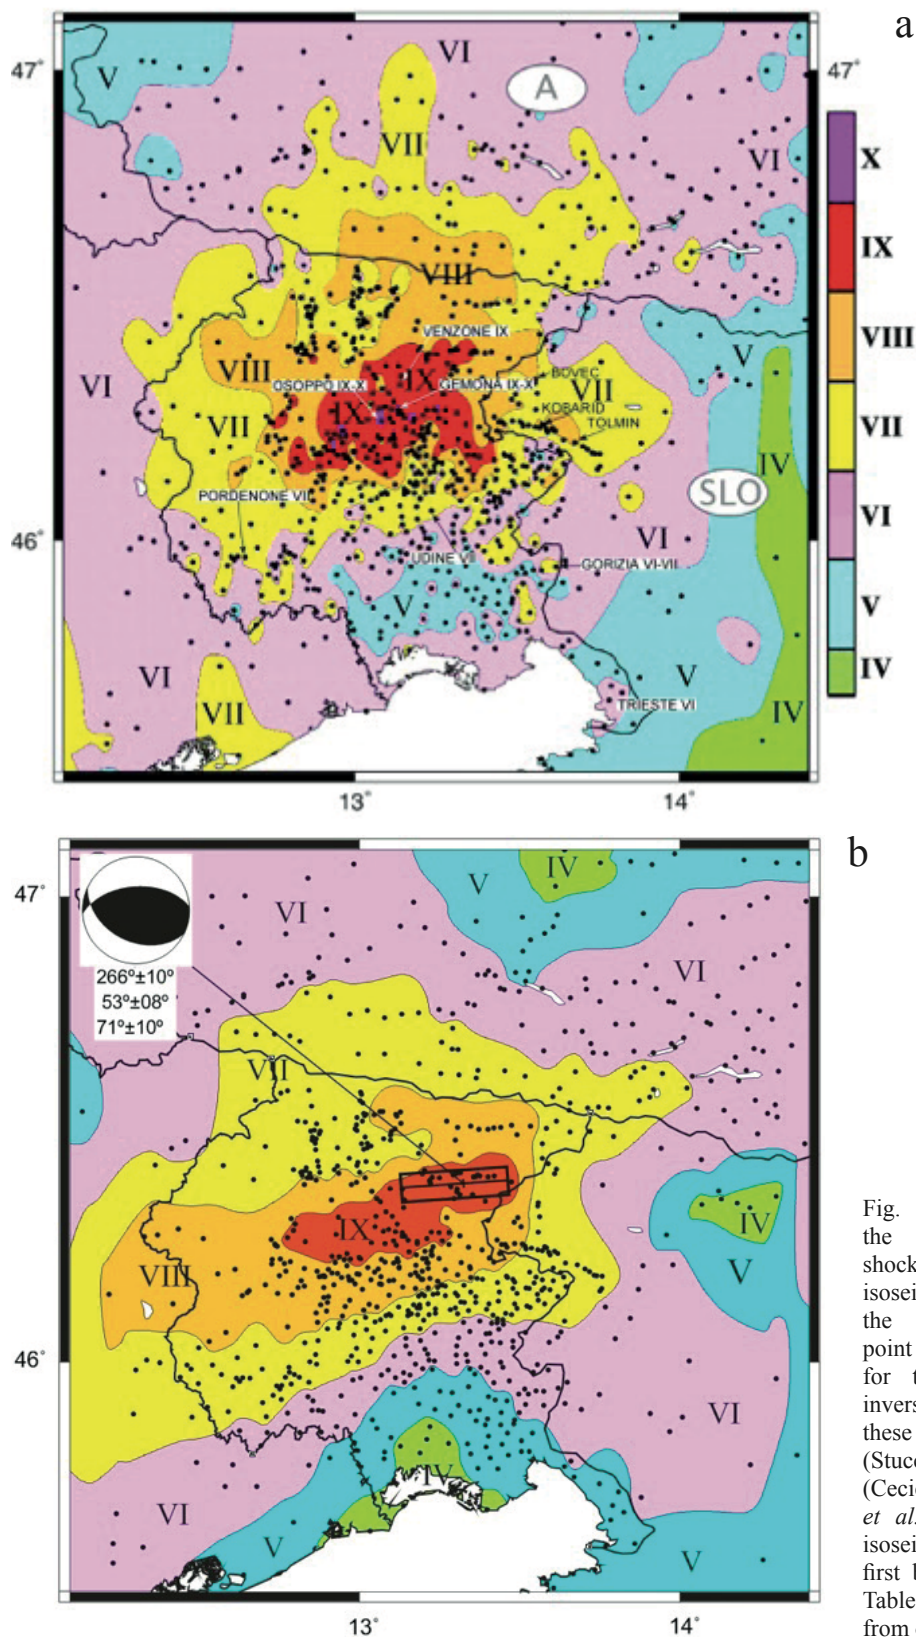 a
47°
47°
V
VI
A
VII
VI
X
IX
VIII
VII
VI
V
IV
VIII
VENZONE IX
VI
VIII
OSOPPO IX-X
IX
GEMONA IX-X
BOVEC
VII
V
VII
IX
KOBARID
TOLMIN
IV
PORDENONE VII
SLO
46°
UDINE VII
VI
GORIZIA VI-VII
V
VI
V
VII
TRIESTE VI
IV
13°
14°
b
47°
V
IV
VI
VI
266°±10°
53°±08°
71°±10°
VII
IX
IV
VIII
V
46°
VI
IV
VI
V
V
13°
14°
Fig.
the
shock
isosei
the
point
for t
invers
these
(Stuc
(Cecic
et al.
isosei
first b
Table
from